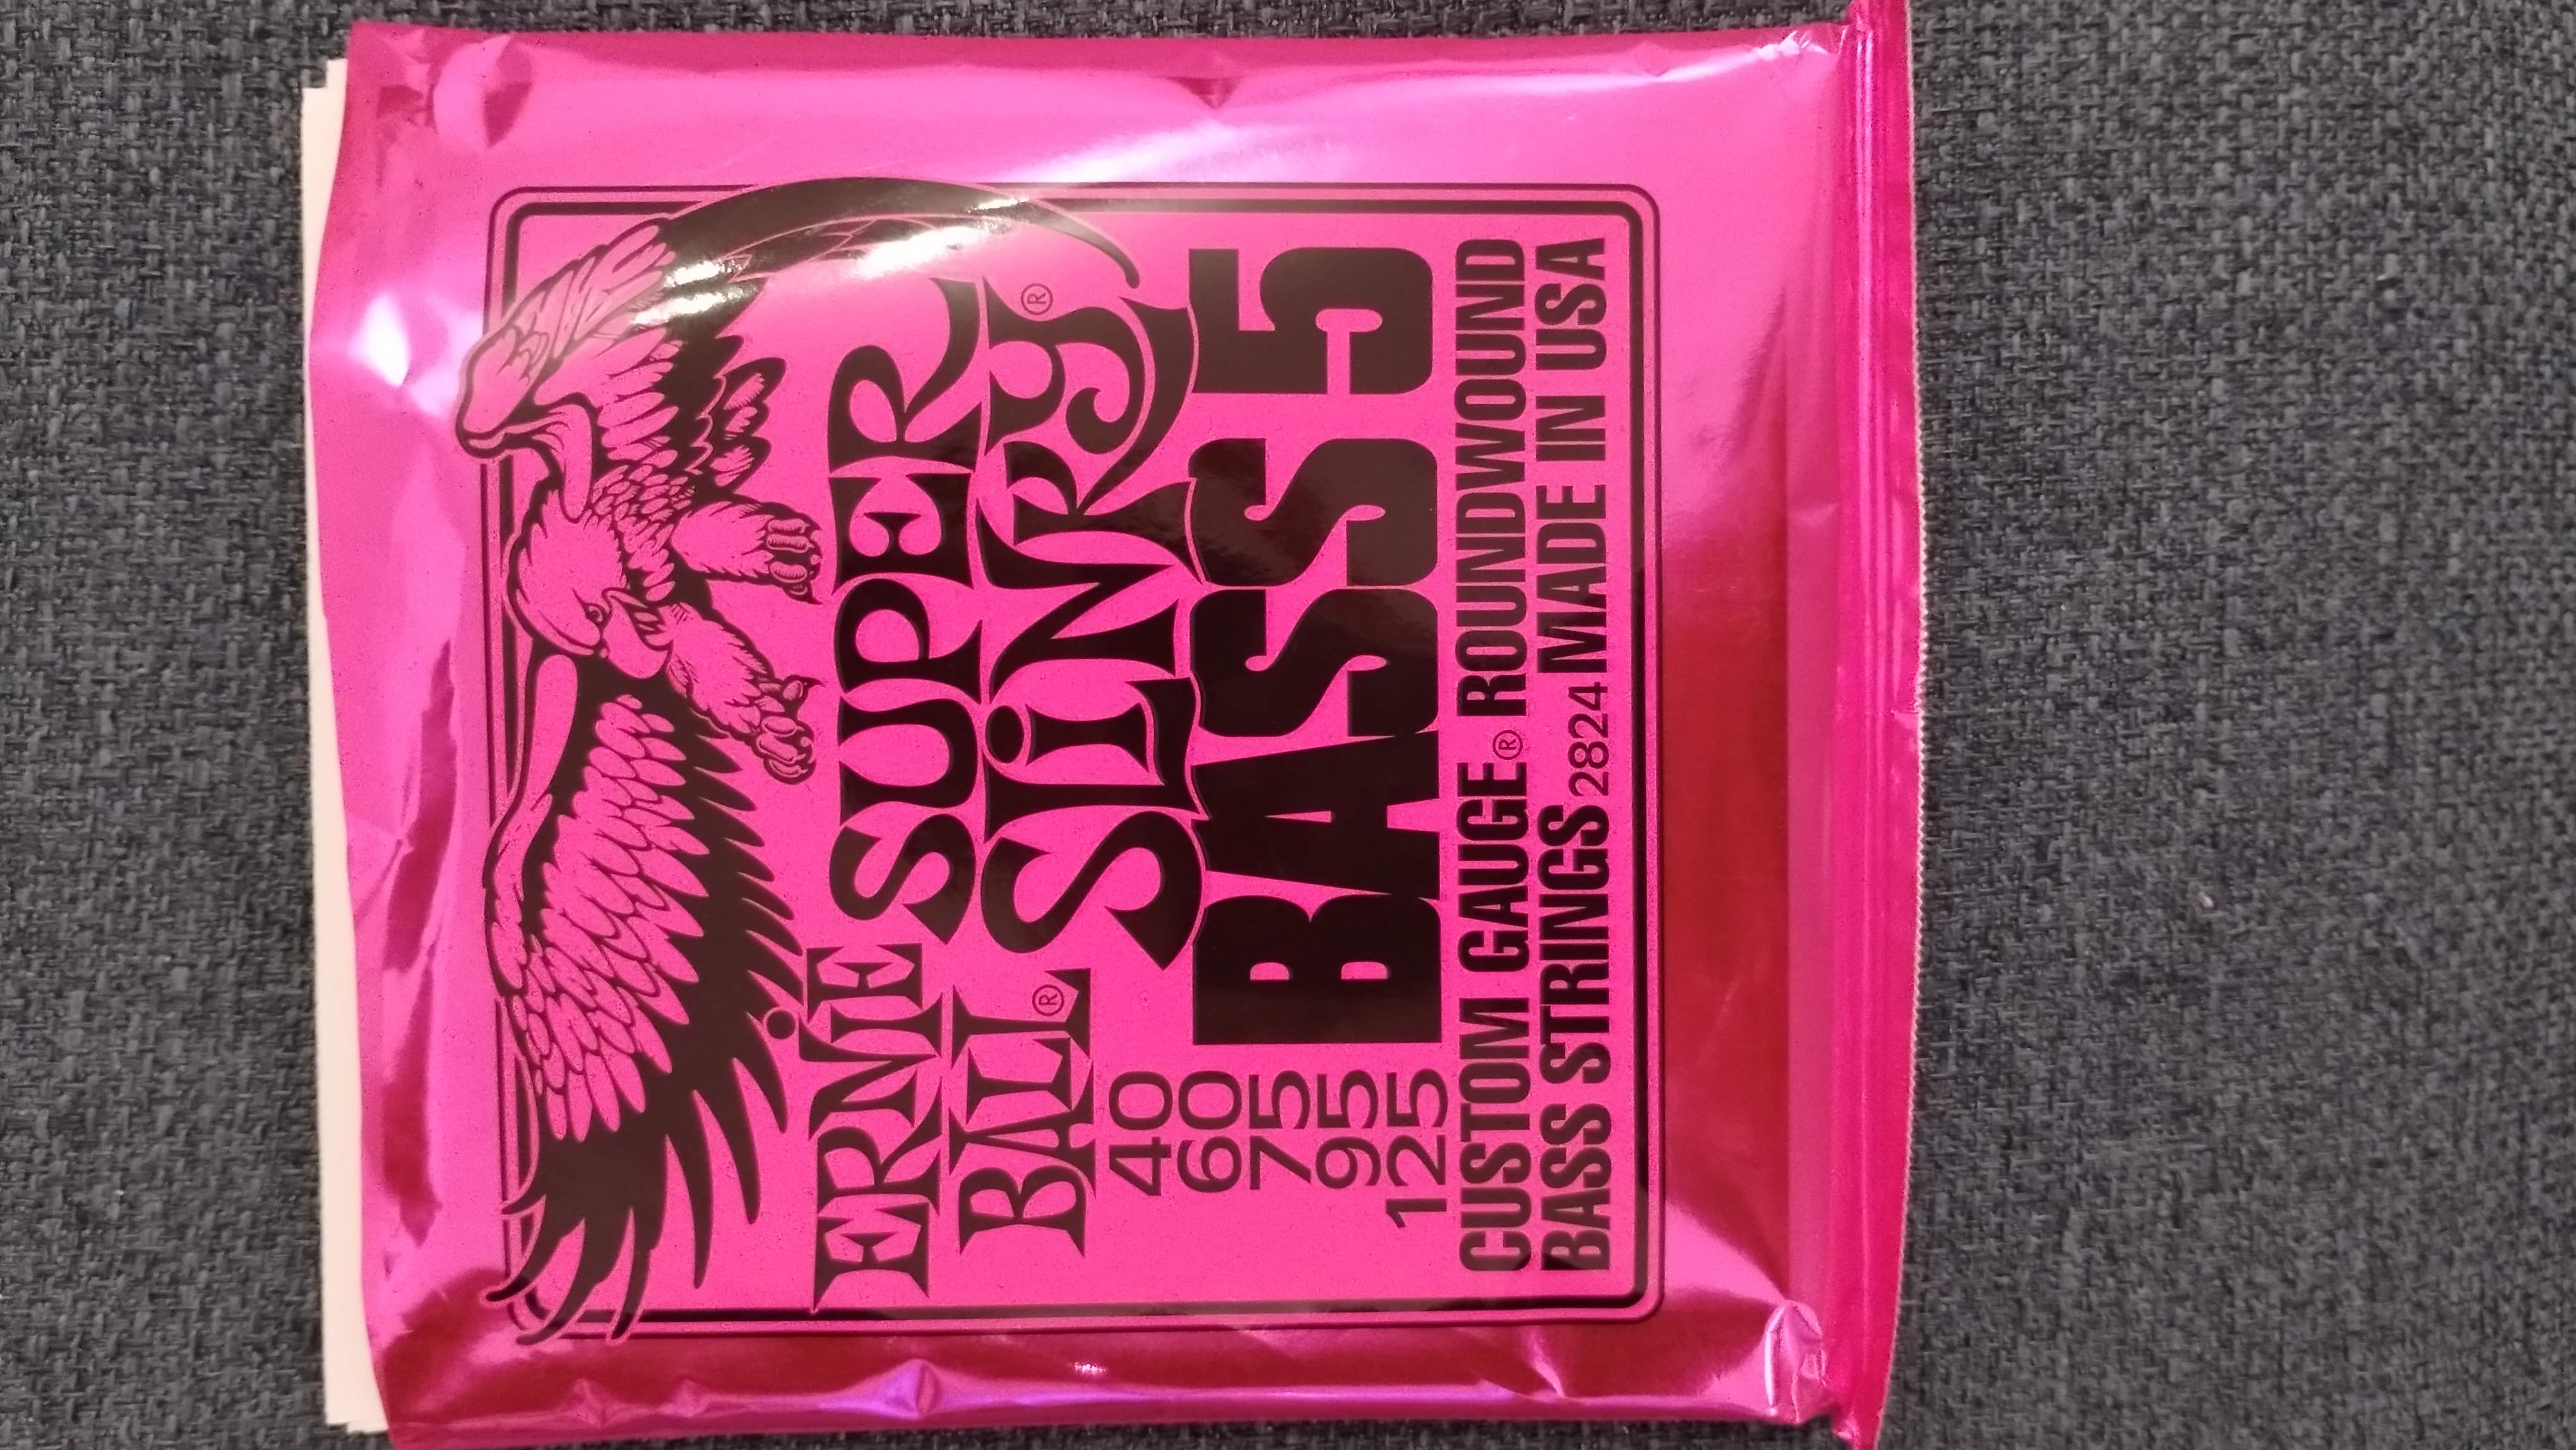 ERNIE BALL® SUPER SLINKY®
40
60
75
95
125
BASS 5
CUSTOM GAUGE® ROUNDWOUND
BASS STRINGS 2824 MADE IN USA